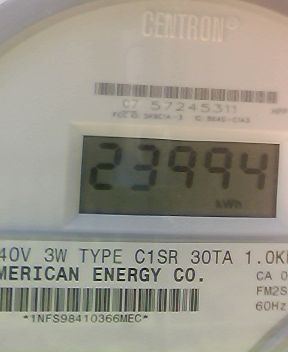 CENTRON®
C7 57245311
23994
kWh
40V 3W TYPE C1SR 30TA 1.0K
MERICAN ENERGY CO.
CA 0
FM2S
60Hz
*1NFS98410366MEC*